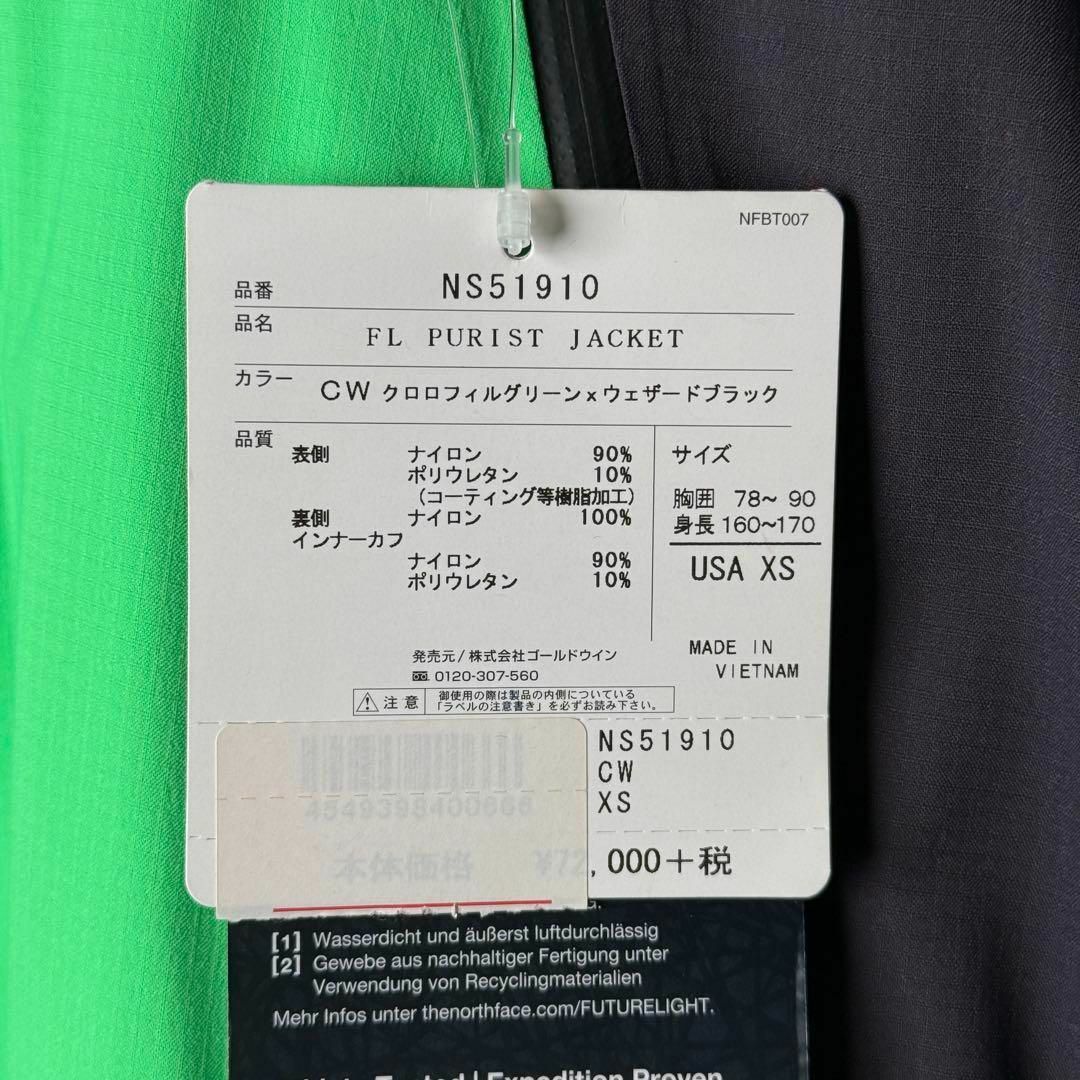 NFBT007
品番 NS51910
品名 FL PURIST JACKET
カラー CW クロロフィルグリーンxウェザードブラック
品質 表側 ナイロン 90%
ポリウレタン 10%
(コーティング等樹脂加工)
裏側 ナイロン 100%
インナーカフ
ナイロン 90%
ポリウレタン 10%
サイズ
胸囲 78~ 90
身長 160~170
USA XS
MADE IN
VIETNAM
発売元/株式会社ゴールドウイン
0120-307-560
注意 御使用の際は製品の内側についている
「ラベルの注意書き」を必ずお読み下さい。
NS51910
CW
XS
本体価格 ¥72,000+税
[1] Wasserdicht und äußerst luftdurchlässig
[2] Gewebe aus nachhaltiger Fertigung unter
Verwendung von Recyclingmaterialien
Mehr Infos unter thenorthface.com/FUTURELIGHT.
Tested | Expedition Proven